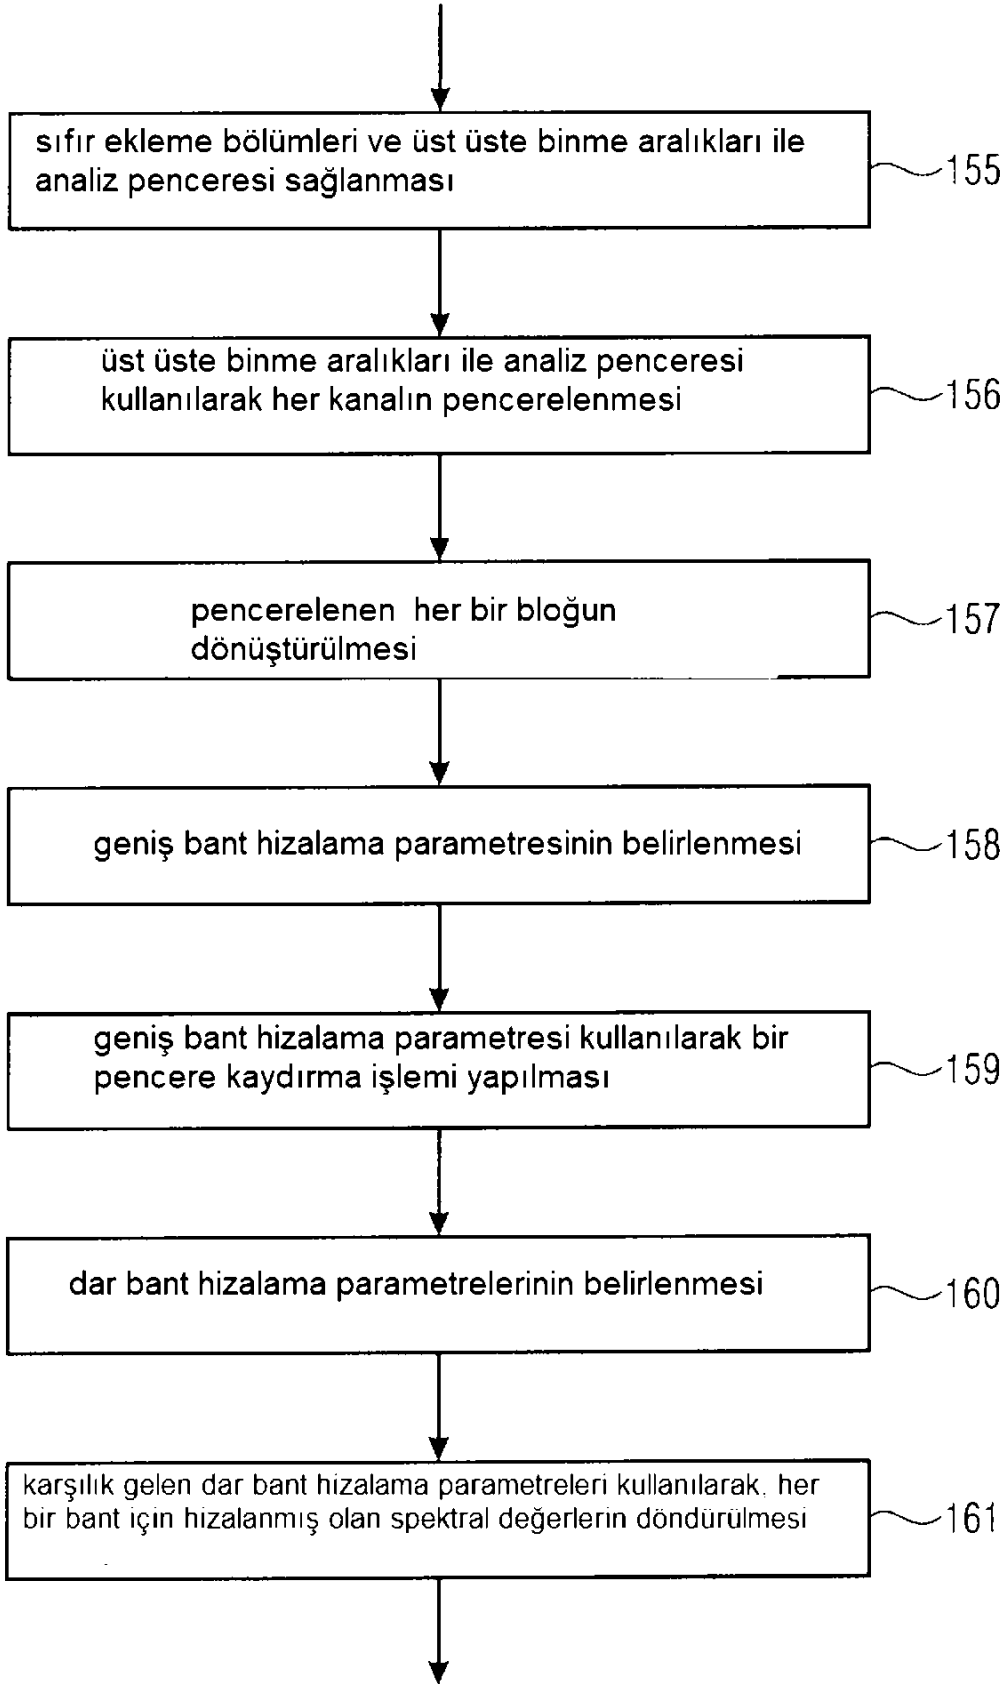 sıfır ekleme bölümleri ve üst üste binme aralıkları ile
analiz penceresi sağlanması
155
üst üste binme aralıkları ile analiz penceresi
kullanılarak her kanalın pencerelenmesi
156
pencerelenen her bir bloğun
dönüştürülmesi
157
geniş bant hizalama parametresinin belirlenmesi
158
geniş bant hizalama parametresi kullanılarak bir
pencere kaydırma işlemi yapılması
159
dar bant hizalama parametrelerinin belirlenmesi
160
karşılık gelen dar bant hizalama parametreleri kullanılarak, her
bir bant için hizalanmış olan spektral değerlerin döndürülmesi
161